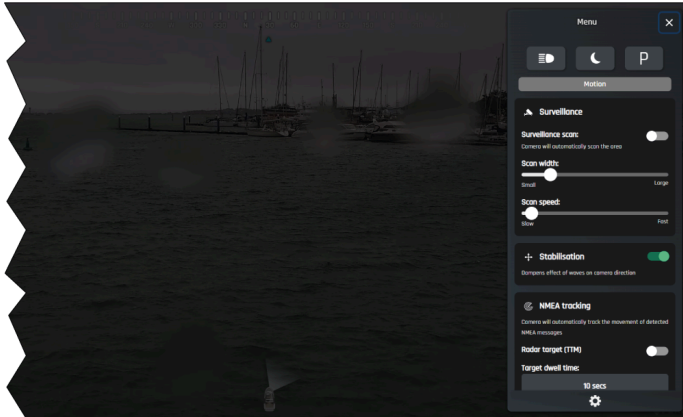 Menu
P
Motion
Surveillance
Surveillance scan:
Camera will automatically scan the area
Scan width:
Small Large
Scan speed:
Slow Fast
Stabilisation
Dampens effect of waves on camera direction
NMEA tracking
Camera will automatically track the movement of detected
NMEA messages
Radar target (TTM)
Target dwell time:
10 secs